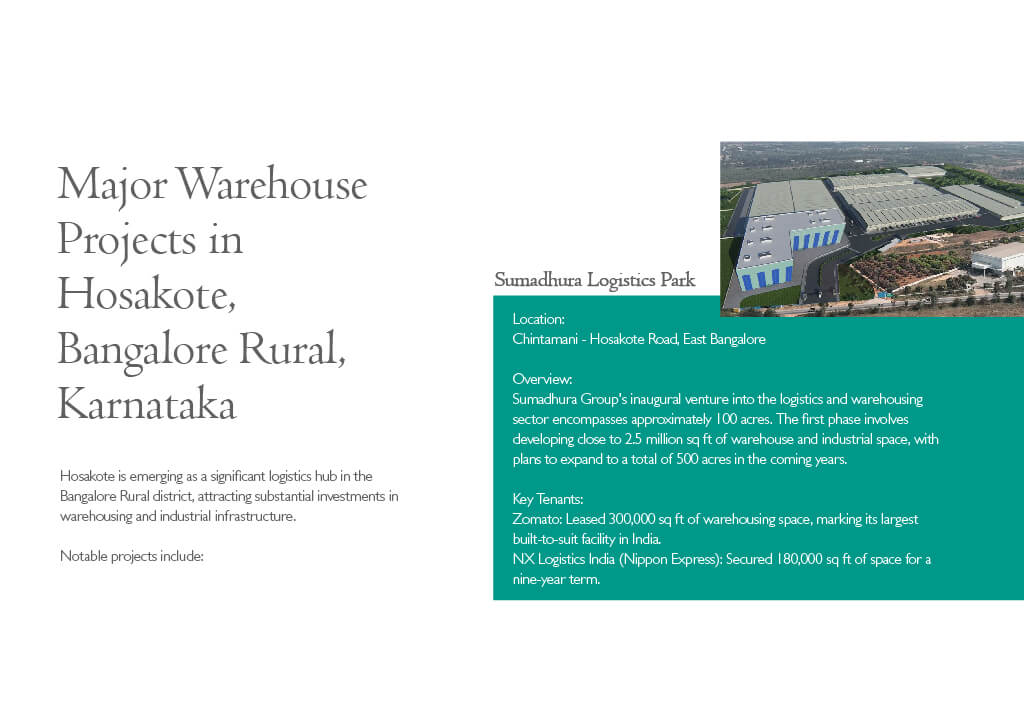 Major Warehouse
Projects in
Hosakote,
Bangalore Rural,
Karnataka
Hosakote is emerging as a significant logistics hub in the
Bangalore Rural district, attracting substantial investments in
warehousing and industrial infrastructure.
Notable projects include:
Sumadhura Logistics Park
Location:
Chintamani - Hosakote Road, East Bangalore
Overview:
Sumadhura Group's inaugural venture into the logistics and warehousing
sector encompasses approximately 100 acres. The first phase involves
developing close to 2.5 million sq ft of warehouse and industrial space, with
plans to expand to a total of 500 acres in the coming years.
Key Tenants:
Zomato: Leased 300,000 sq ft of warehousing space, marking its largest
built-to-suit facility in India.
NX Logistics India (Nippon Express): Secured 180,000 sq ft of space for a
nine-year term.